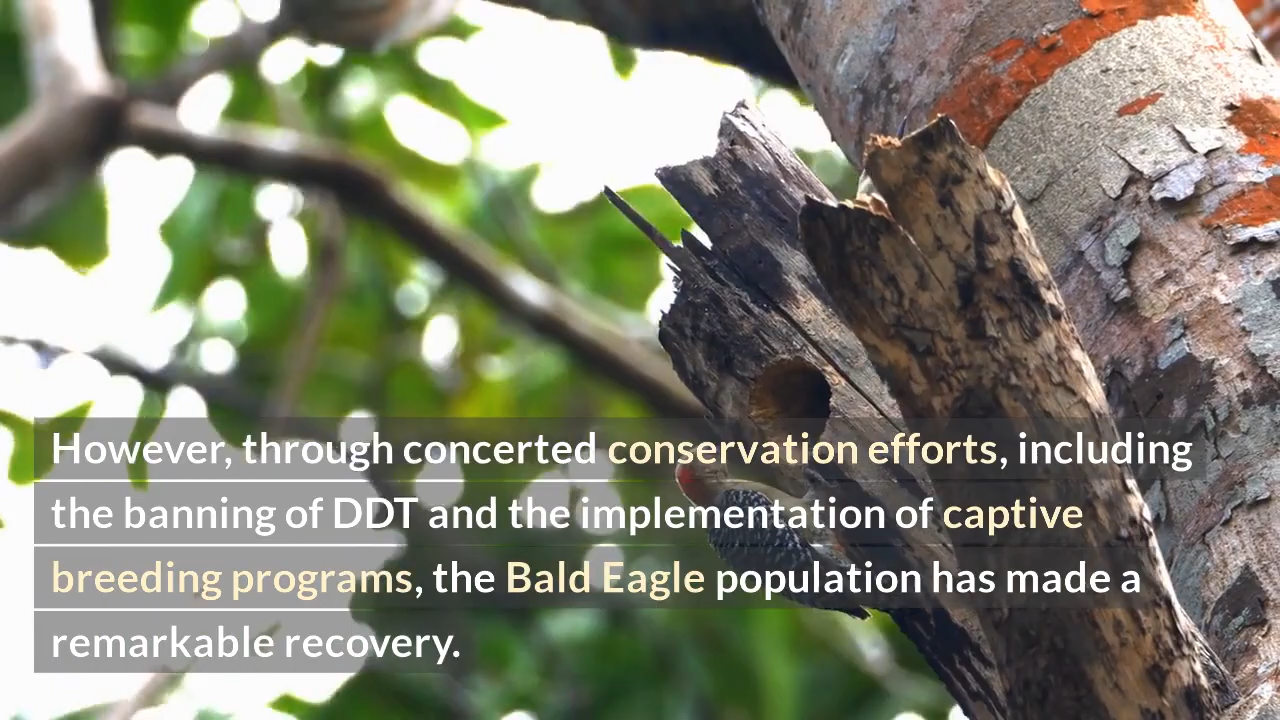 However, through concerted conservation efforts, including
the banning of DDT and the implementation of captive
breeding programs, the Bald Eagle population has made a
remarkable recovery.